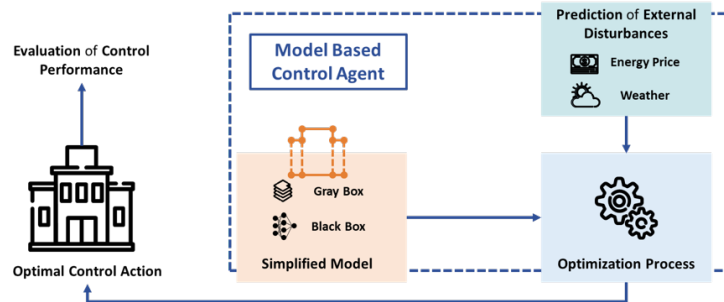 Evaluation of Control
Performance
Model Based
Control Agent
Prediction of External
Disturbances
Energy Price
Weather
Gray Box
Black Box
Simplified Model
Optimization Process
Optimal Control Action